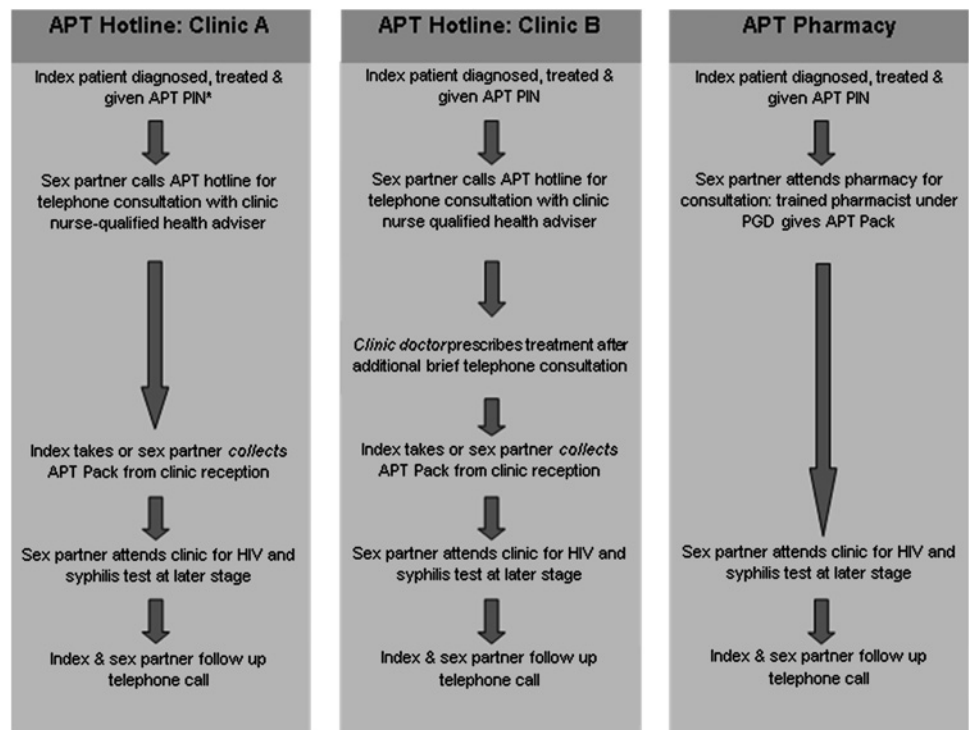 APT Hotline: Clinic A
Index patient diagnosed, treated &
given APT PIN*
Sex partner calls APT hotline for
telephone consultation with clinic
nurse-qualified health adviser
Index takes or sex partner collects
APT Pack from clinic reception
Sex partner attends clinic for HIV and
syphilis test at later stage
Index & sex partner follow up
telephone call
APT Hotline: Clinic B
Index patient diagnosed, treated &
given APT PIN
Sex partner calls APT hotline for
telephone consultation with clinic
nurse qualified health adviser
Clinic doctorprescribes treatment after
additional brief telephone consultation
Index takes or sex partner collects
APT Pack from clinic reception
Sex partner attends clinic for HIV and
syphilis test at later stage
Index & sex partner follow up
telephone call
APT Pharmacy
Index patient diagnosed, treated &
given APT PIN
Sex partner attends pharmacy for
consultation: trained pharmacist under
PGD gives APT Pack
Sex partner attends clinic for HIV and
syphilis test at later stage
Index & sex partner follow up
telephone call